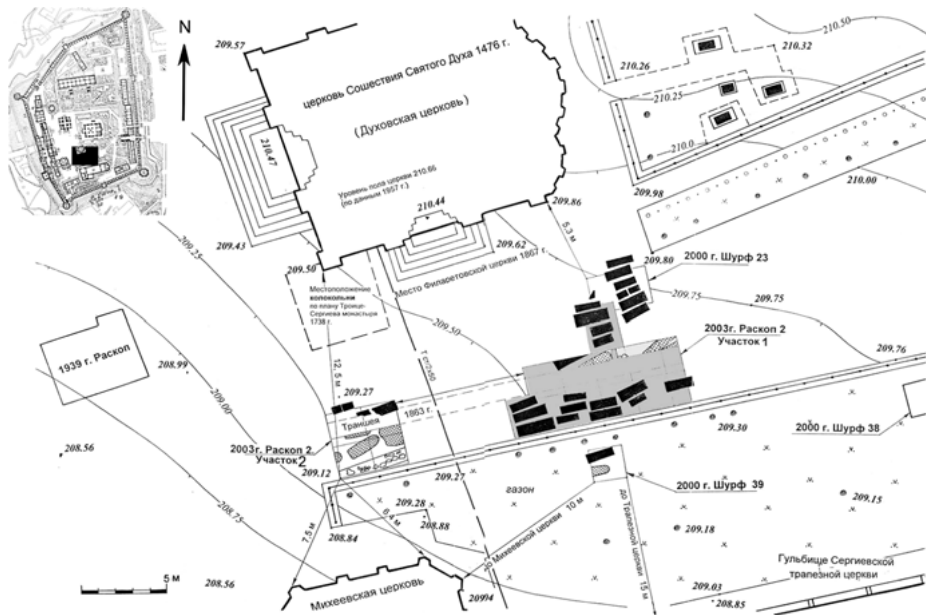 N
209.57
церковь Сошествия Святого Духа 1476 г.
(Духовская церковь)
210.47
Уровень пола церкви 210.66
(по данным 1957 г.)
210.44
209.86
210.50
210.32
210.26
210.25
210.0
209.98
210.00
209.43
209.25
209.50
209.62
Место Филаретовской церкви 1867 г.
5,3 м
209.80
2000 г. Шурф 23
209.75
209.75
Местоположение
колокольни
по плану Троице-
Сергиева монастыря
1738 г.
209.50
2003г. Раскоп 2
Участок 1
209.76
1939 г. Раскоп
208.99
209.00
12, 5 м
209.27
Траншея
1863 г.
2003г. Раскоп 2
Участок 2
209.12
209.27
209.30
2000 г. Шурф 38
208.56
208.75
209.28
208.88
газон
2000 г. Шурф 39
209.15
208.84
6,4 м
7,5 м
до Михеевской церкви 10 м
до Трапезной церкви 15 м
209.18
Гульбище Сергиевской
трапезной церкви
5 м
208.56
Михеевская церковь
209.03
208.85